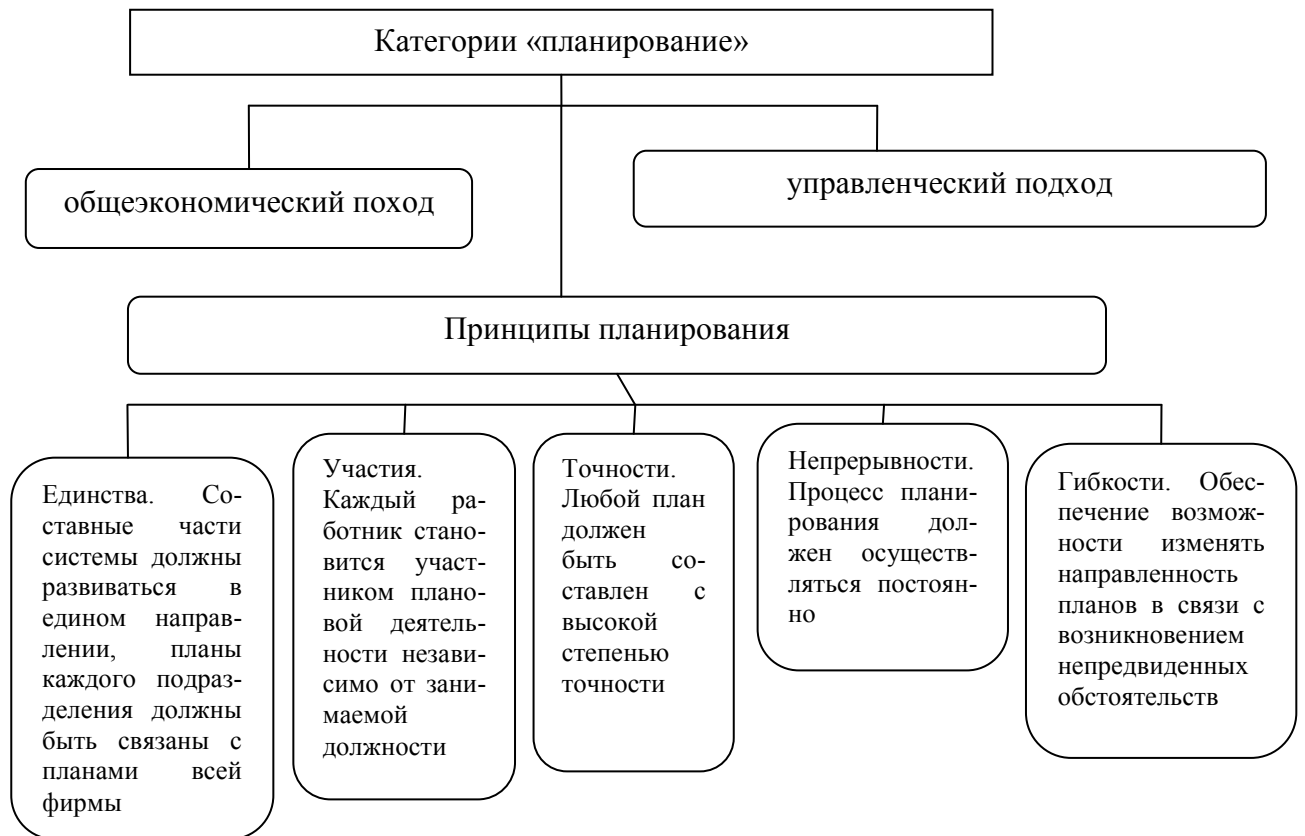 Категории «планирование»
общеэкономический поход
управленческий подход
Принципы планирования
Единства. Со-
ставные части
системы должны
развиваться в
едином направ-
лении, планы
каждого подраз-
деления должны
быть связаны с
планами всей
фирмы
Участия.
Каждый ра-
ботник стано-
вится участ-
ником плано-
вой деятель-
ности независи-
симо от зани-
маемой
должности
Точности.
Любой план
должен
быть со-
ставлен с
высокой
степенью
точности
Непрерывности.
Процесс плани-
рования дол-
жен осуществ-
ляться постоян-
но
Гибкости. Обес-
печение возмож-
ности изменять
направленность
планов в связи с
возникновением
непредвиденных
обстоятельств